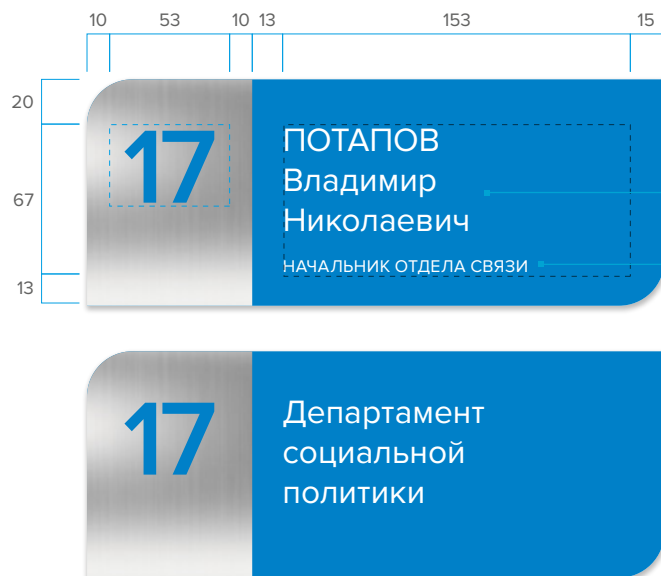 10 53 10 13 153 15
20
67
13
17
ПОТАПОВ
Владимир
Николаевич
НАЧАЛЬНИК ОТДЕЛА СВЯЗИ
17
Департамент
социальной
политики